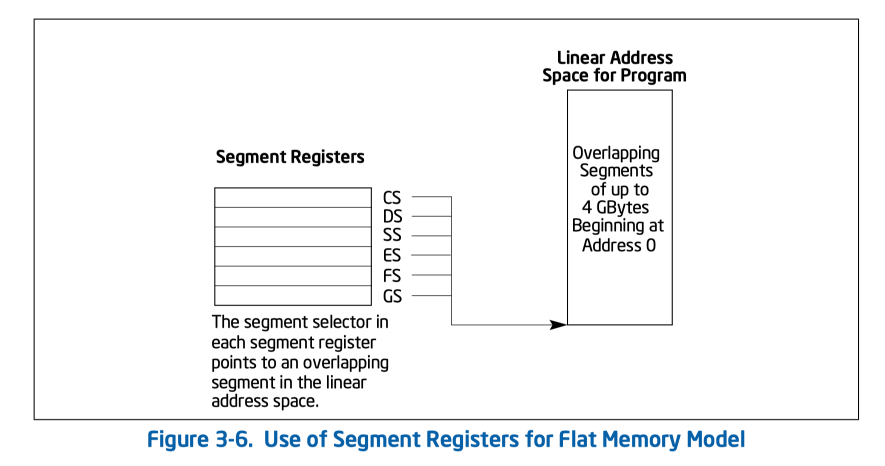 Linear Address
Space for Program
Segment Registers
Overlapping
Segments
of up to
4 GBytes
Beginning at
Address 0
CS
DS
SS
ES
FS
GS
The segment selector in
each segment register
points to an overlapping
segment in the linear
address space.
Figure 3-6. Use of Segment Registers for Flat Memory Model